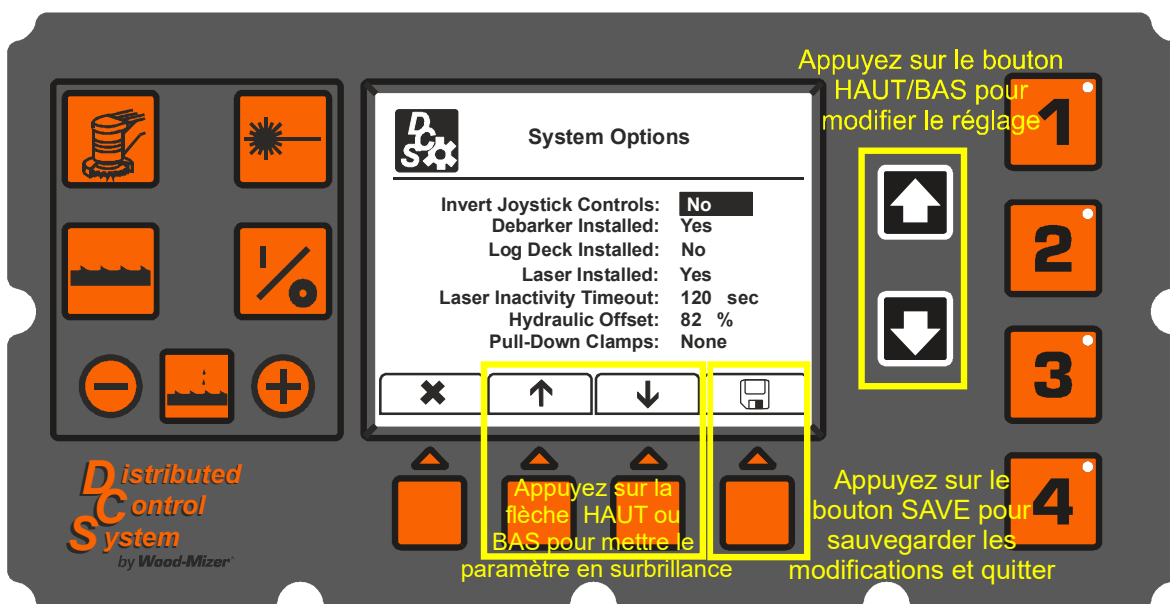 Appuyez sur le bouton
HAUT/BAS pour
modifier le réglage
1
DCS
System Options
Invert Joystick Controls: No
Debarker Installed: Yes
Log Deck Installed: No
Laser Installed: Yes
Laser Inactivity Timeout: 120 sec
Hydraulic Offset: 82 %
Pull-Down Clamps: None
2
3
4
Distributed
Control
System
by Wood-Mizer
Appuyez sur la
flèche HAUT ou
BAS pour mettre le
paramètre en surbrillance
Appuyez sur le
bouton SAVE pour
sauvegarder les
modifications et quitter